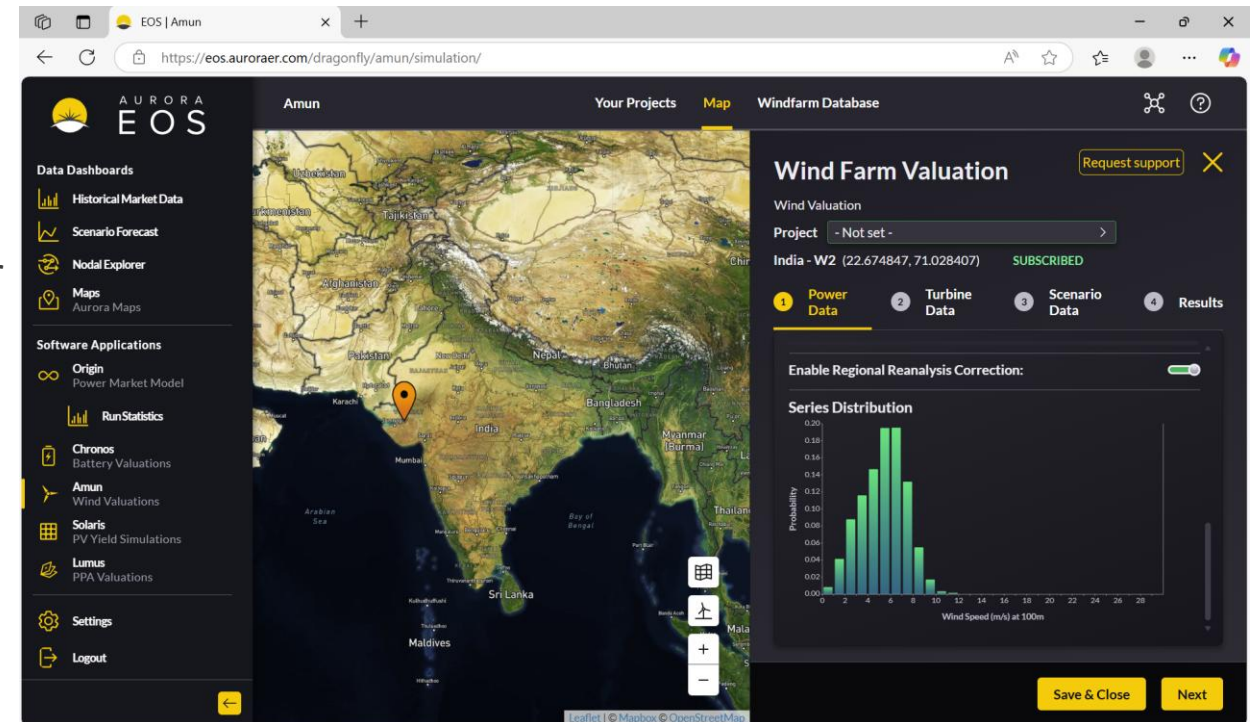 EOS | Amun
https://eos.auroraer.com/dragonfly/amun/simulation/
AURORA
EOS
Amun
Your Projects
Map
Windfarm Database
Data Dashboards
Historical Market Data
Scenario Forecast
Nodal Explorer
Maps
Aurora Maps
Software Applications
Origin
Power Market Model
Run Statistics
Chronos
Battery Valuations
Amun
Wind Valuations
Solaris
PV Yield Simulations
Lumus
PPA Valuations
Settings
Logout
Uzbekistan
Tajikistan
Afghanistan
Pakistan
New Delhi
Nepal
Bhutan
Karachi
Bangladesh
India
Myanmar
(Burma)
Mumbai
Arabian
Sea
Bay of
Bengal
Thailan
Sri Lanka
Maldives
Mala
Leaflet | © Mapbox © OpenStreetMap
Wind Farm Valuation
Request support
Wind Valuation
Project - Not set -
India - W2 (22.674847, 71.028407) SUBSCRIBED
1 Power Data
2 Turbine Data
3 Scenario Data
4 Results
Enable Regional Reanalysis Correction:
Series Distribution
Probability
0.20
0.18
0.16
0.14
0.12
0.10
0.08
0.06
0.04
0.02
0.00
0 2 4 6 8 10 12 14 16 18 20 22 24 26 28
Wind Speed (m/s) at 100m
Save & Close
Next